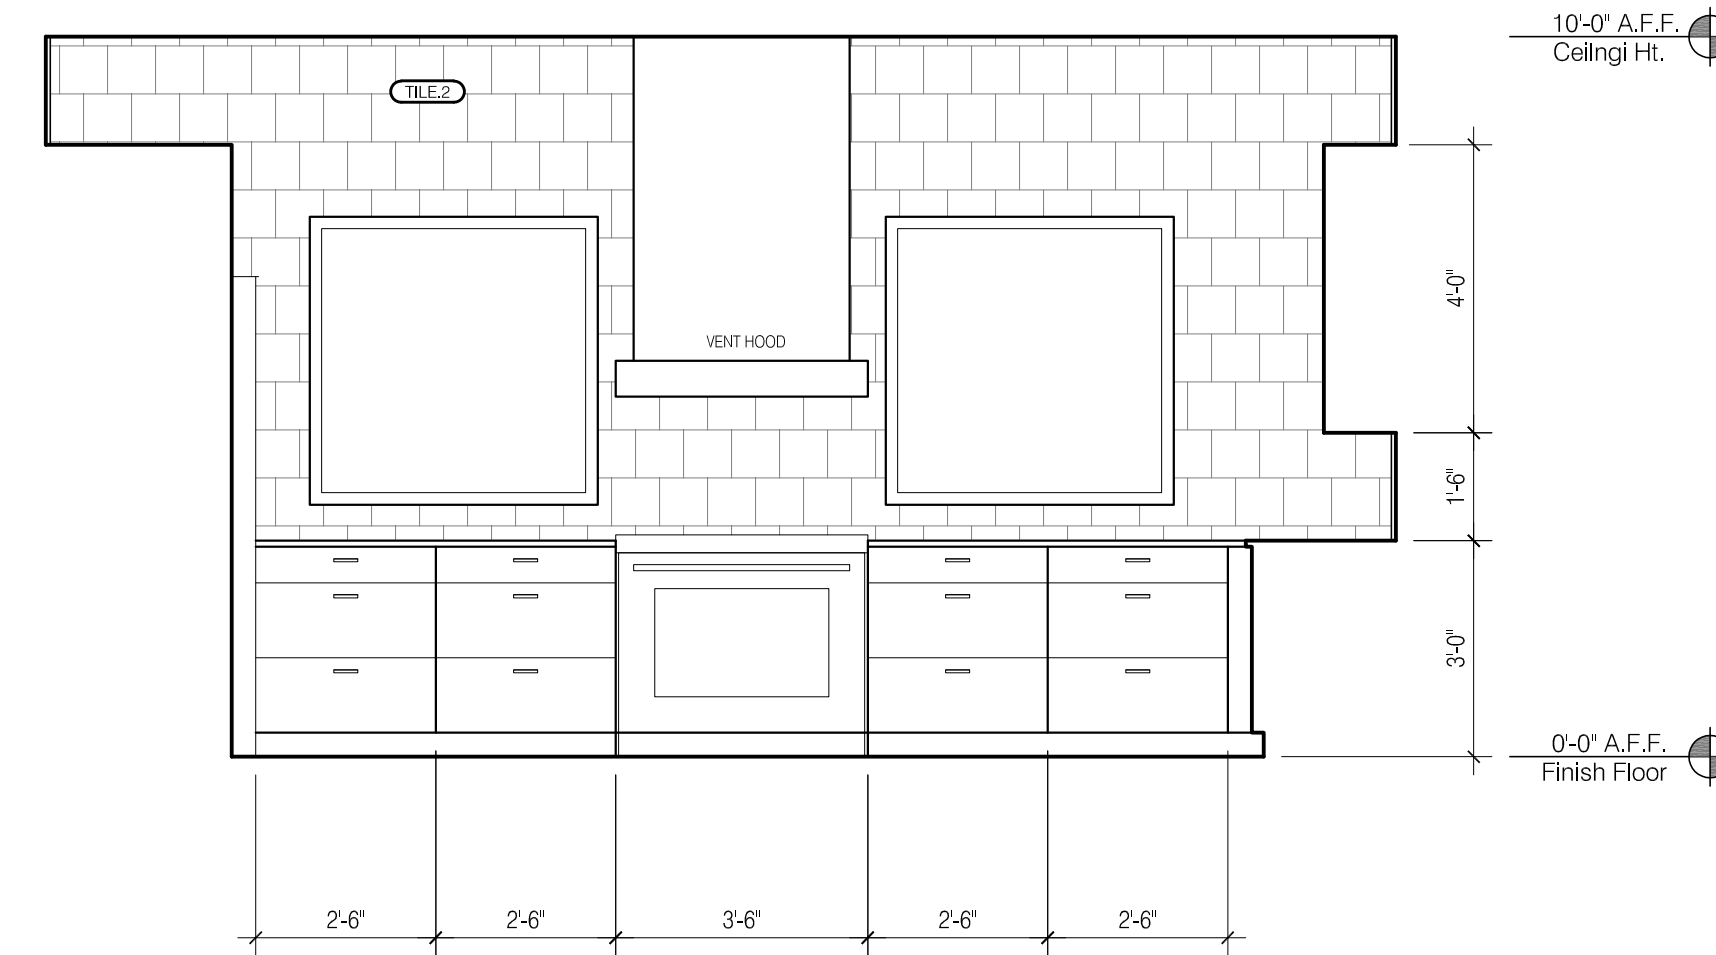 10'-0" A.F.F.
Ceilngi Ht.
TILE.2
4'-0"
VENT HOOD
1'-6"
3'-0"
0'-0" A.F.F.
Finish Floor
2'-6"
2'-6"
3'-6"
2'-6"
2'-6"